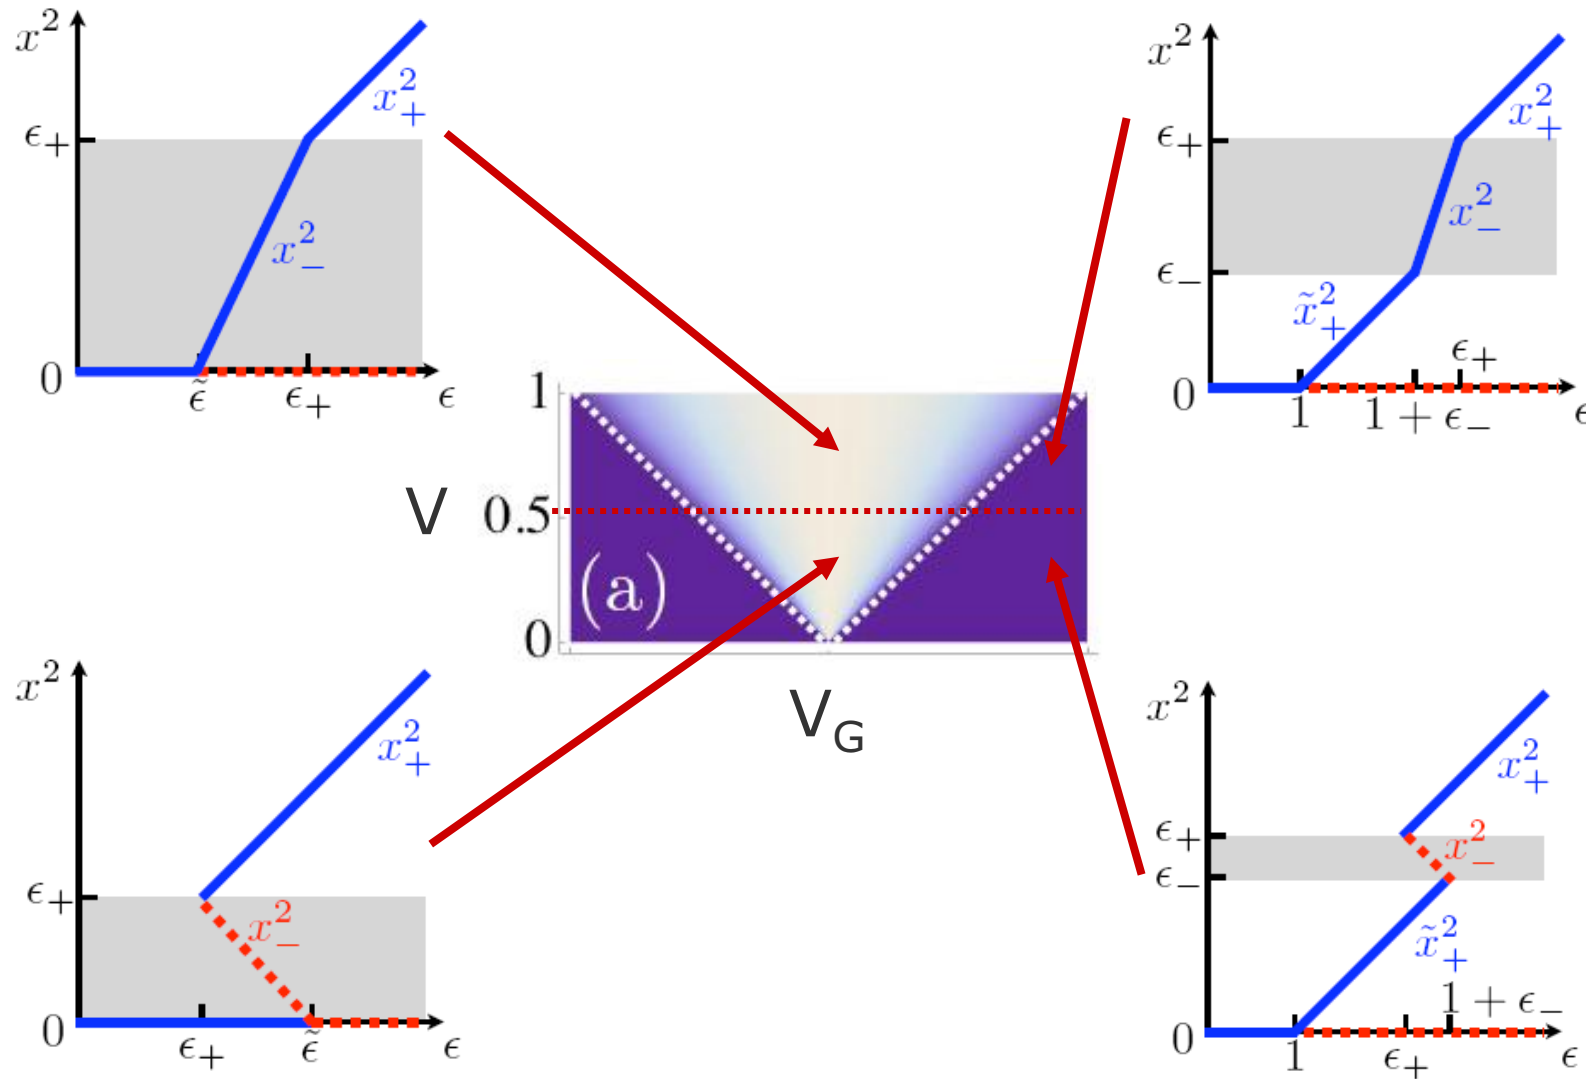 x²
x₊²
ϵ₊
x₋²
0
ϵ̃
ϵ₊
ϵ
x²
x₊²
ϵ₊
x₋²
ϵ₋
x̃₊²
ϵ₊
0
1
1 + ϵ₋
ϵ
1
V
0.5
(a)
0
V_G
x²
x₊²
ϵ₊
x₋²
0
ϵ₊
ϵ̃
ϵ
x²
x₊²
ϵ₊
x₋²
ϵ₋
x̃₊²
1 + ϵ₋
0
1
ϵ₊
ϵ